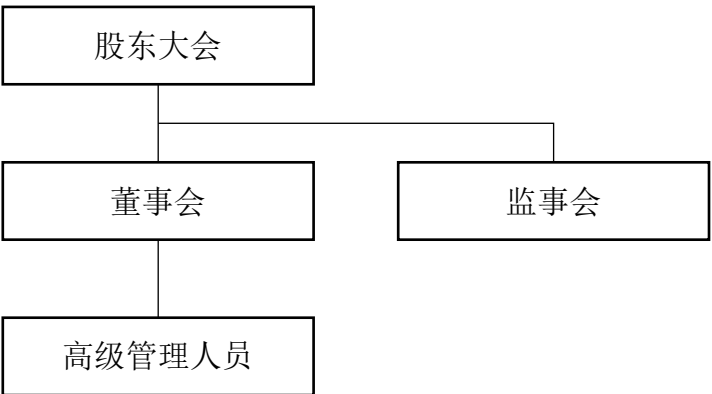 股东大会
董事会
监事会
高级管理人员